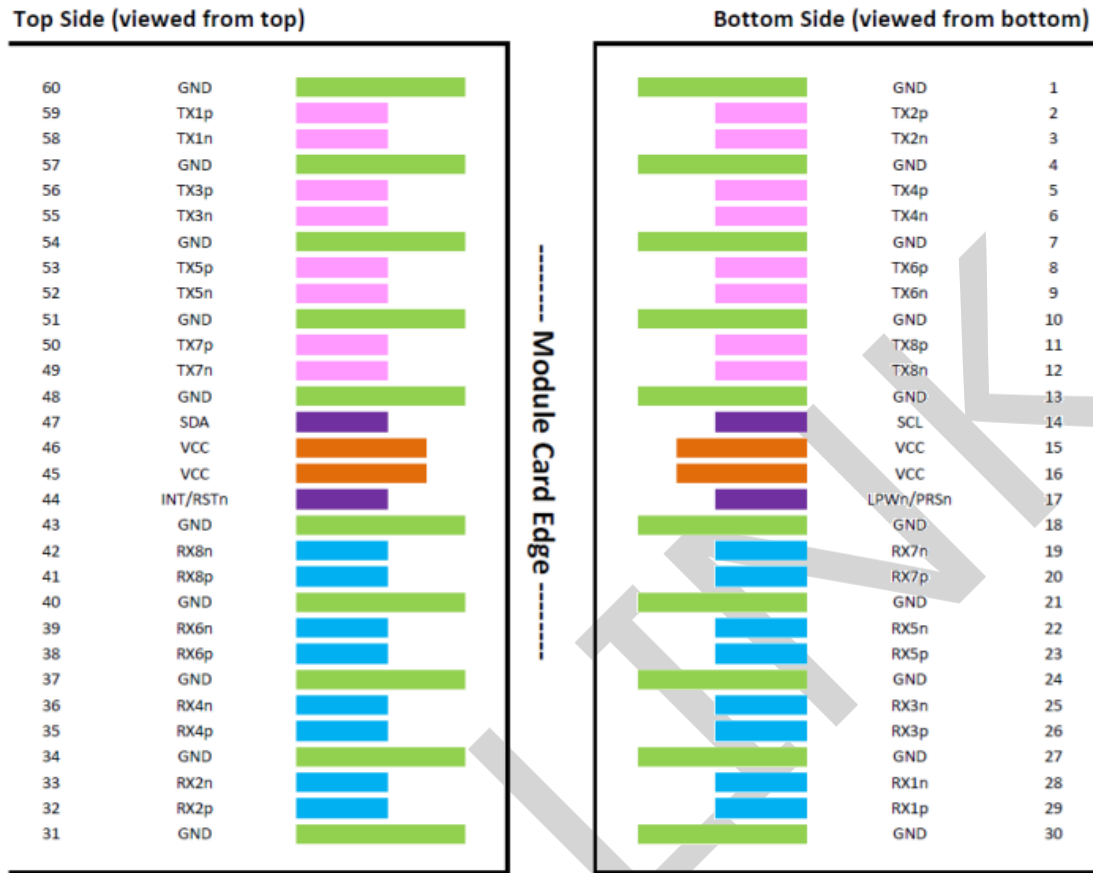 Top Side (viewed from top)
60 GND
59 TX1p
58 TX1n
57 GND
56 TX3p
55 TX3n
54 GND
53 TX5p
52 TX5n
51 GND
50 TX7p
49 TX7n
48 GND
47 SDA
46 VCC
45 VCC
44 INT/RSTn
43 GND
42 RX8n
41 RX8p
40 GND
39 RX6n
38 RX6p
37 GND
36 RX4n
35 RX4p
34 GND
33 RX2n
32 RX2p
31 GND
------- Module Card Edge -------
Bottom Side (viewed from bottom)
GND 1
TX2p 2
TX2n 3
GND 4
TX4p 5
TX4n 6
GND 7
TX6p 8
TX6n 9
GND 10
TX8p 11
TX8n 12
GND 13
SCL 14
VCC 15
VCC 16
LPWn/PRSn 17
GND 18
RX7n 19
RX7p 20
GND 21
RX5n 22
RX5p 23
GND 24
RX3n 25
RX3p 26
GND 27
RX1n 28
RX1p 29
GND 30